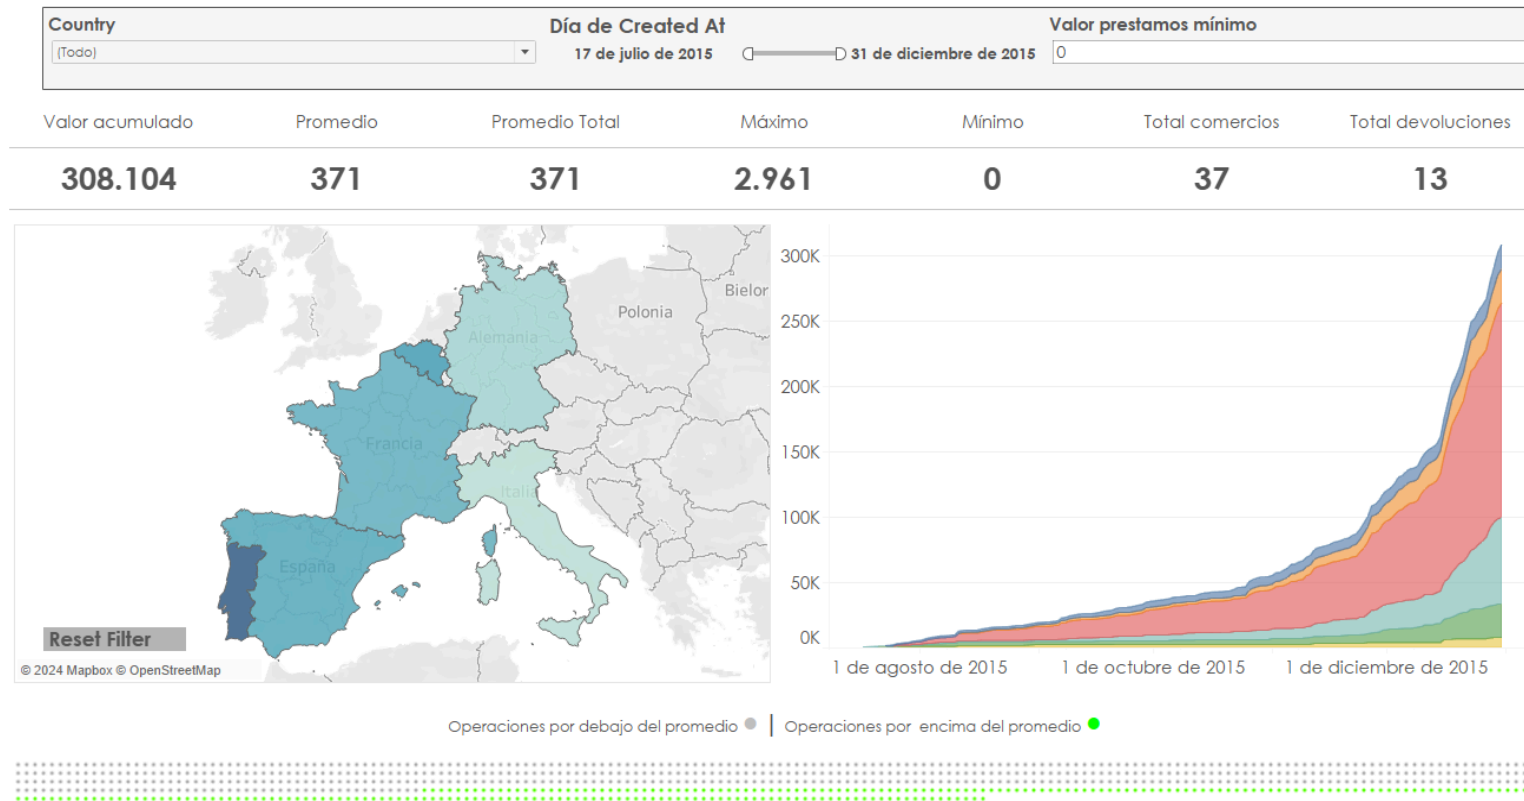 Country
Día de Created At
Valor prestamos mínimo
(Todo)
17 de julio de 2015
31 de diciembre de 2015
0
Valor acumulado
Promedio
Promedio Total
Máximo
Mínimo
Total comercios
Total devoluciones
308.104
371
371
2.961
0
37
13
Bielor
Polonia
Alemania
Francia
Italia
España
Reset Filter
© 2024 Mapbox © OpenStreetMap
300K
250K
200K
150K
100K
50K
0K
1 de agosto de 2015
1 de octubre de 2015
1 de diciembre de 2015
Operaciones por debajo del promedio
Operaciones por encima del promedio